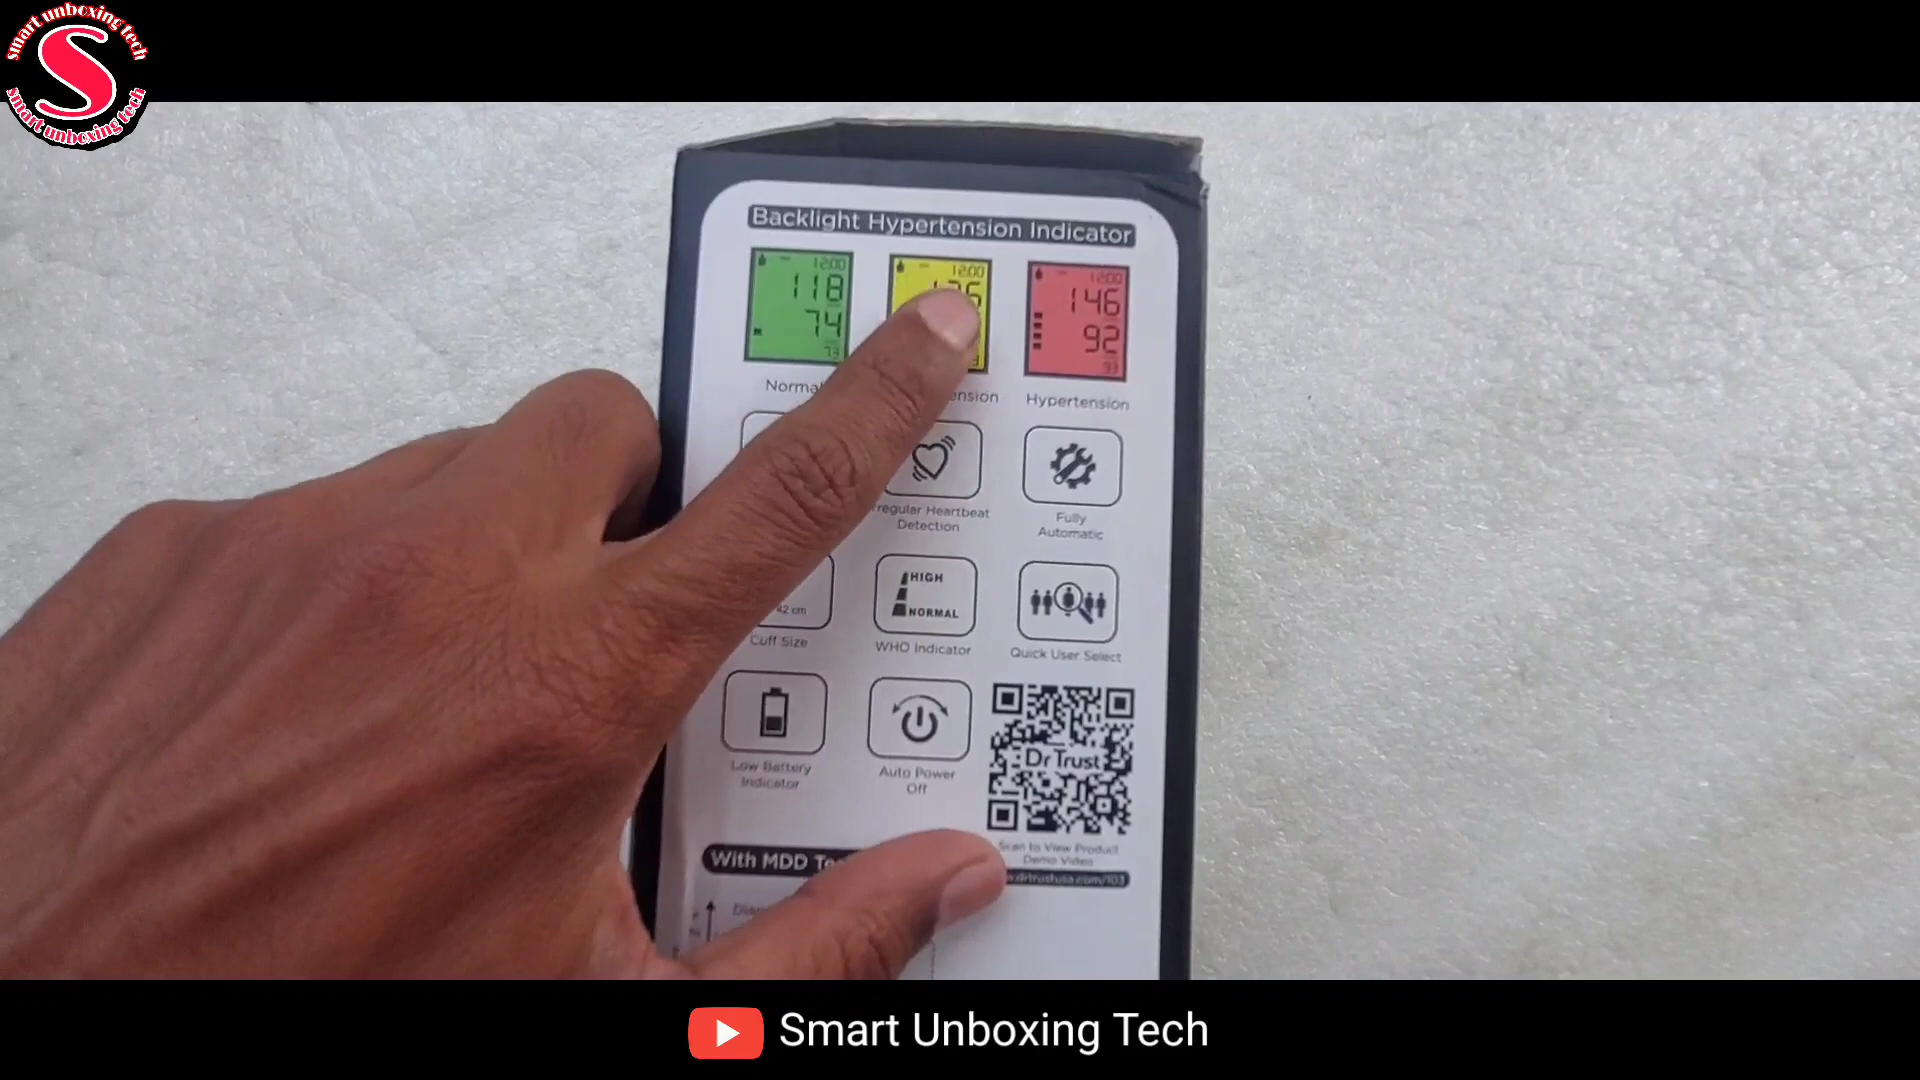 smart unboxing tech
S
smart unboxing tech
Backlight Hypertension Indicator
12:00
118
74
73
12:00
12:00
146
92
93
Hypertension
Heartbeat
Detection
Fully
Automatic
42 cm
Cuff Size
HIGH
NORMAL
WHO Indicator
Quick User Select
Low Battery
Indicator
Auto Power
Off
Dr Trust
Scan to View Product
Demo Video
With MDD
Smart Unboxing Tech